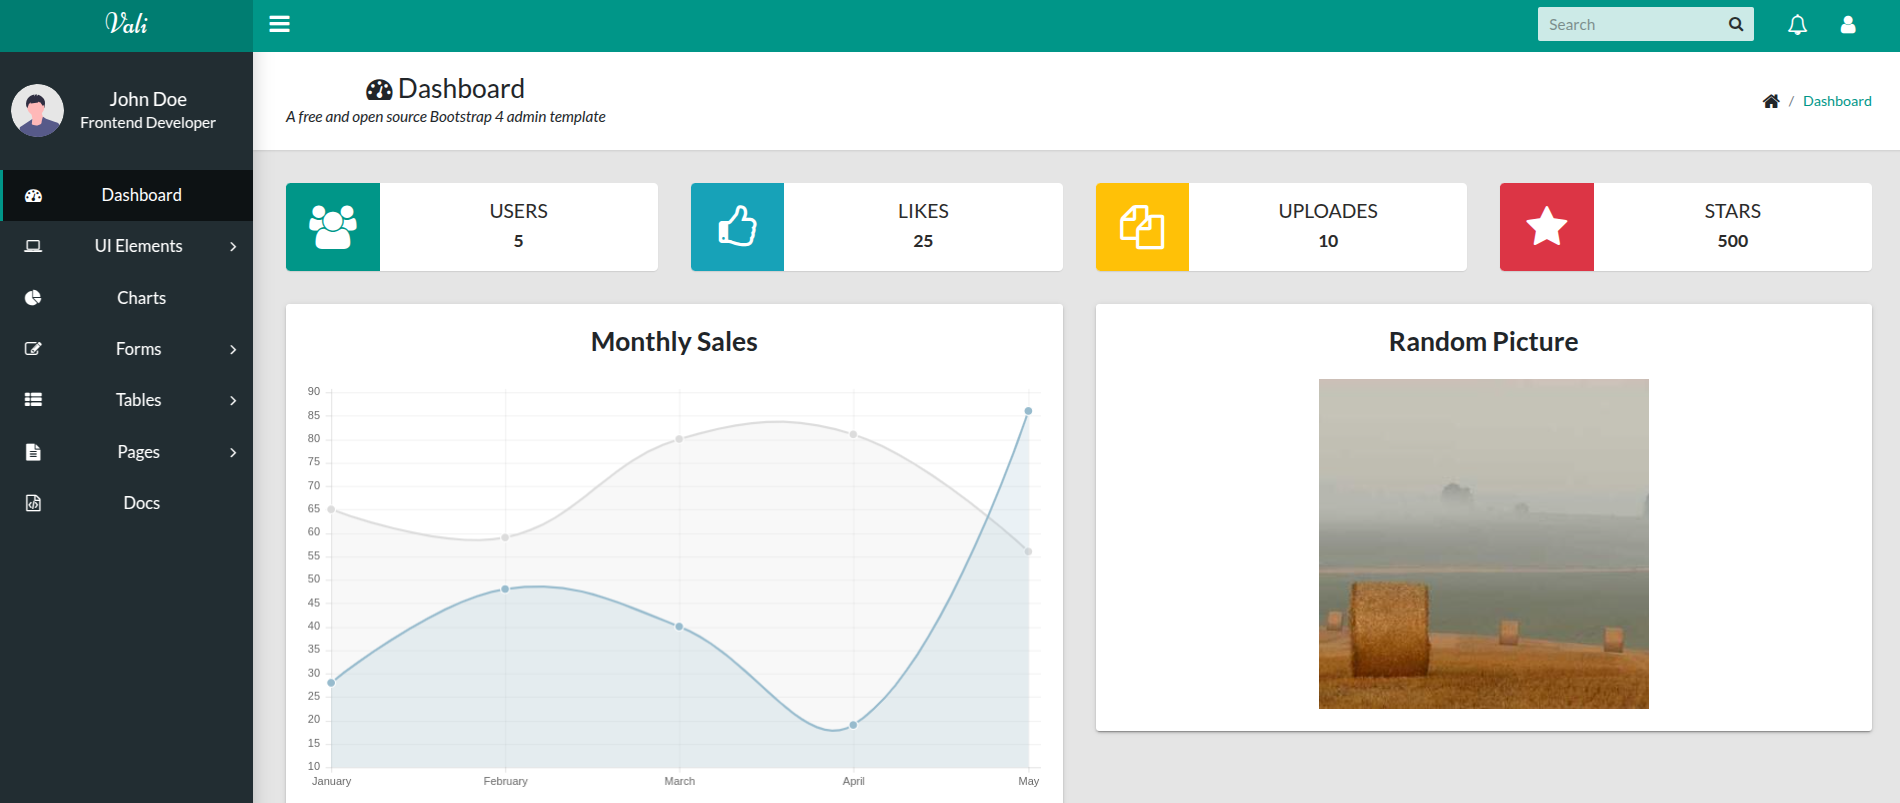 Vali
Search
John Doe
Frontend Developer
Dashboard
UI Elements
Charts
Forms
Tables
Pages
Docs
Dashboard
A free and open source Bootstrap 4 admin template
/ Dashboard
USERS
5
LIKES
25
UPLOADES
10
STARS
500
Monthly Sales
90
85
80
75
70
65
60
55
50
45
40
35
30
25
20
15
10
January February March April May
Random Picture